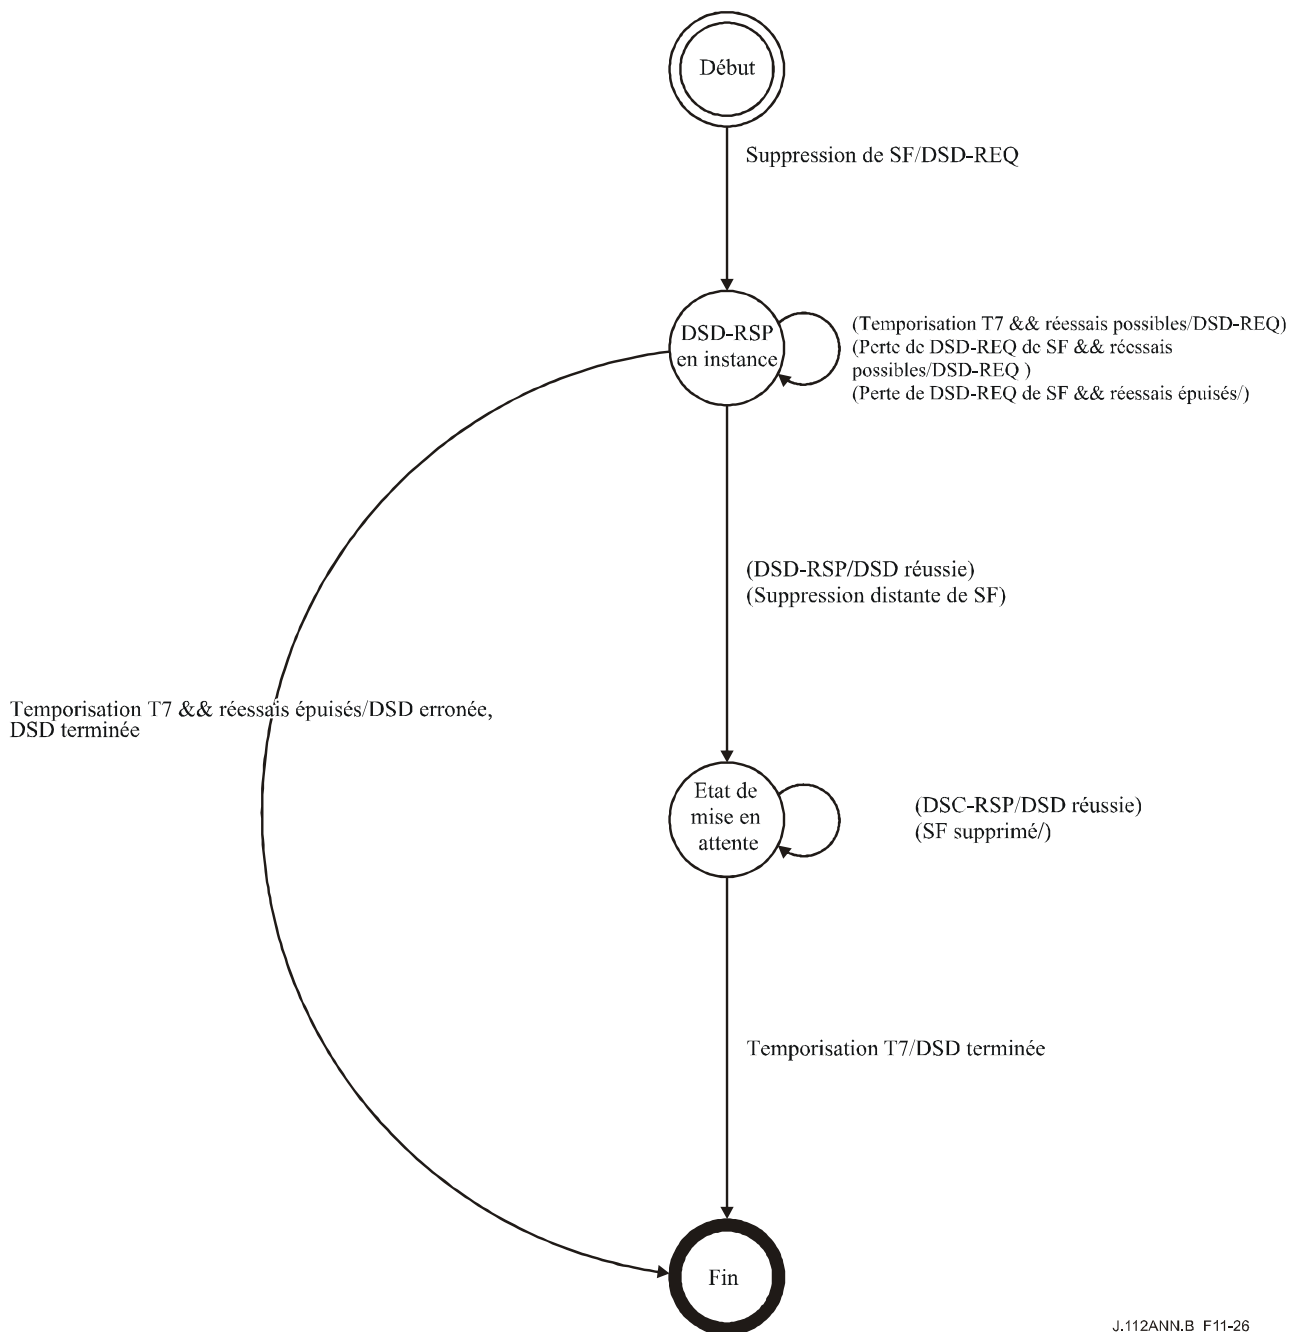 Début
Suppression de SF/DSD-REQ
DSD-RSP
en instance
(Temporisation T7 && réessais possibles/DSD-REQ)
(Perte de DSD-REQ de SF && réessais
possibles/DSD-REQ )
(Perte de DSD-REQ de SF && réessais épuisés/)
(DSD-RSP/DSD réussie)
(Suppression distante de SF)
Temporisation T7 && réessais épuisés/DSD erronée,
DSD terminée
Etat de
mise en
attente
(DSC-RSP/DSD réussie)
(SF supprimé/)
Temporisation T7/DSD terminée
Fin
J.112ANN.B_F11-26